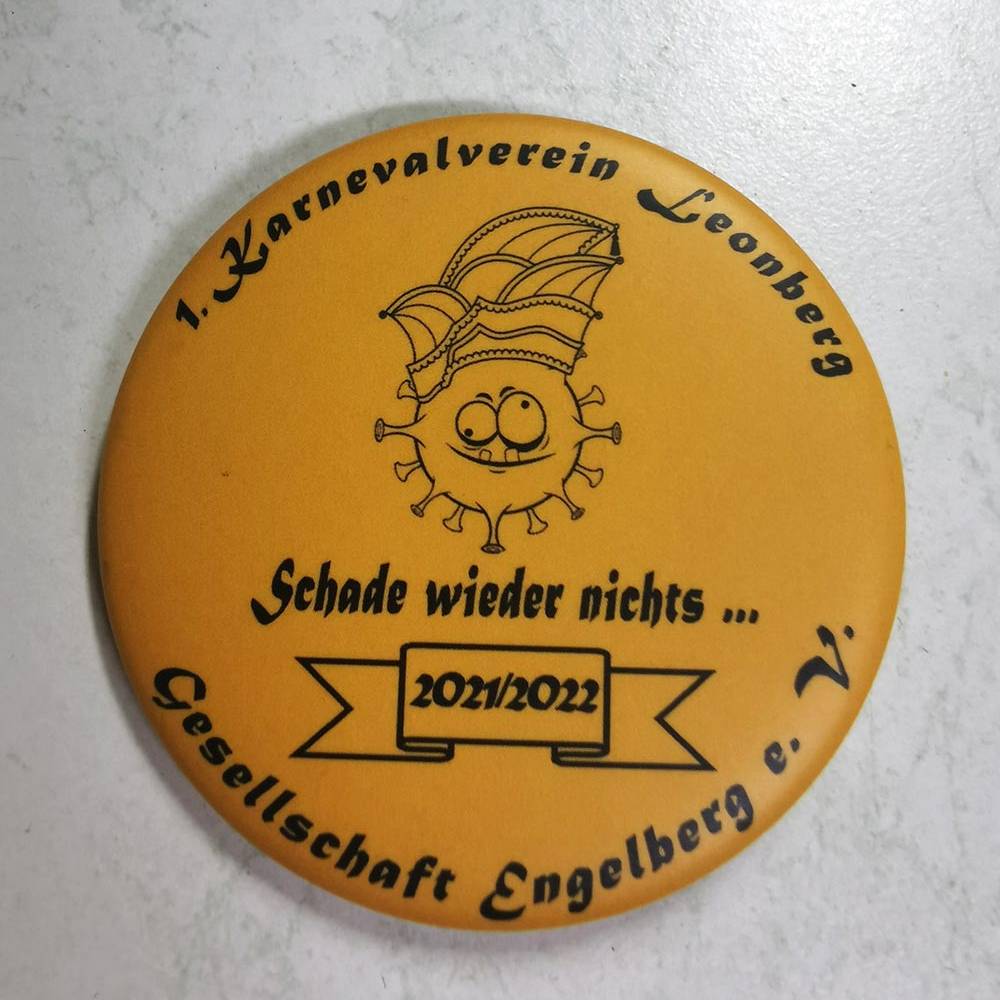 1. Karnevalverein Leonberg
Schade wieder nichts ...
2021/2022
Gesellschaft Engelberg e. V.